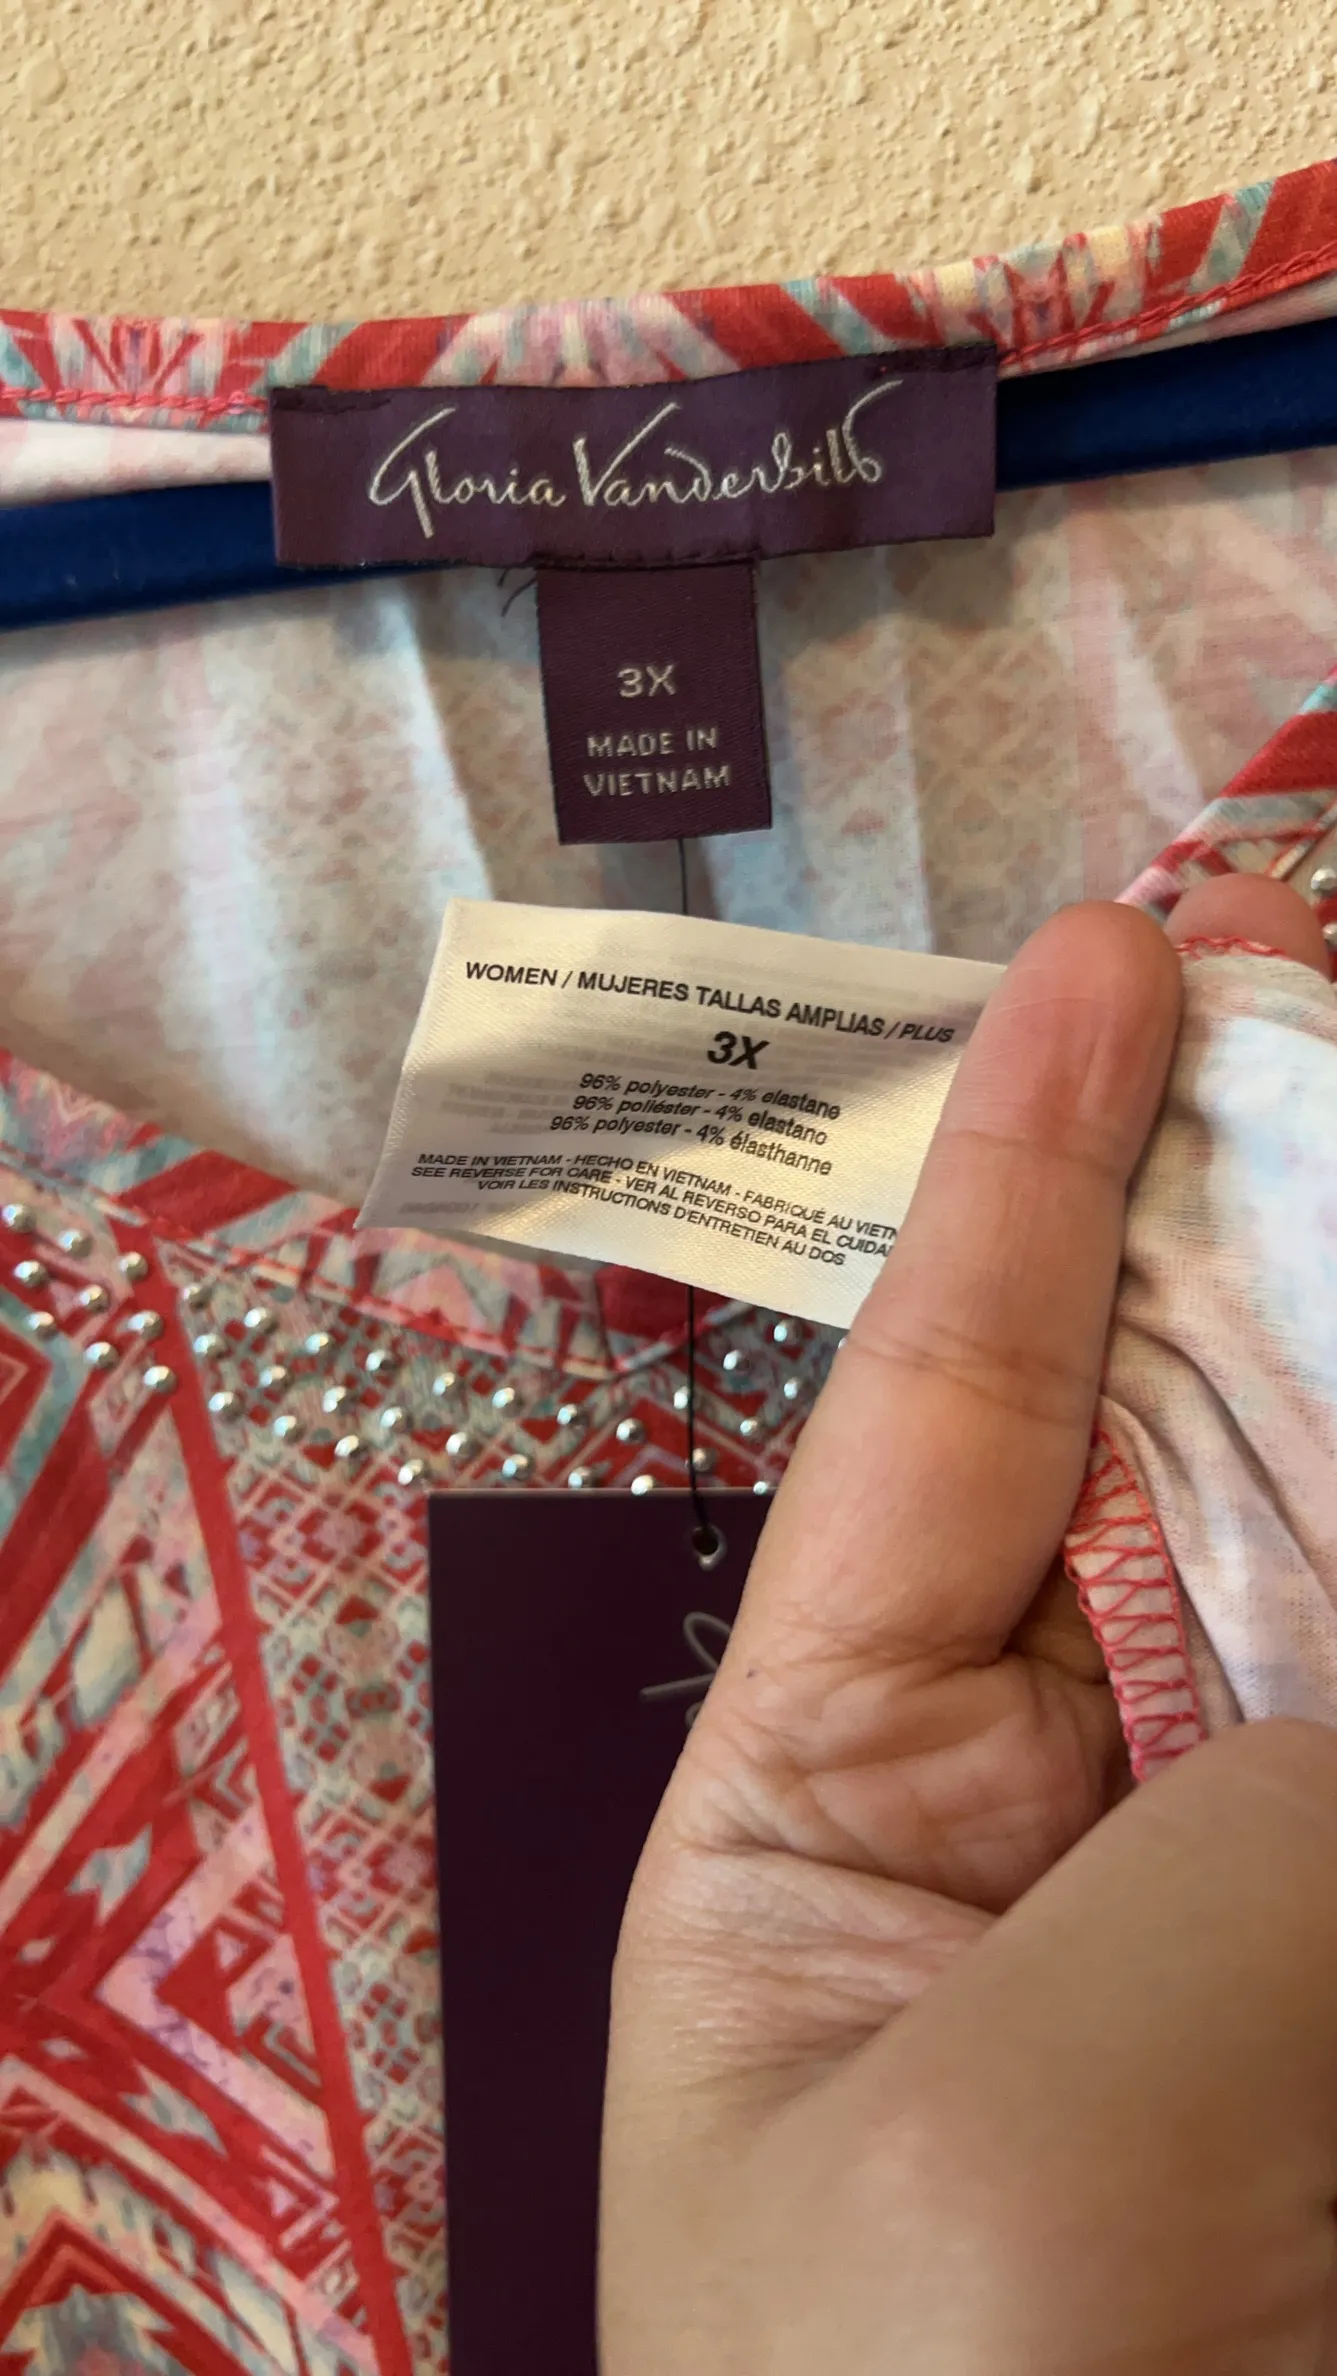 Gloria Vanderbilt
3X
MADE IN
VIETNAM
WOMEN / MUJERES TALLAS AMPLIAS / PLUS
3X
96% polyester - 4% elastane
96% poliéster - 4% elastano
96% polyester - 4% élasthanne
MADE IN VIETNAM - HECHO EN VIETNAM - FABRIQUÉ AU VIETN
SEE REVERSE FOR CARE - VER AL REVERSO PARA EL CUIDA
VOIR LES INSTRUCTIONS D'ENTRETIEN AU DOS